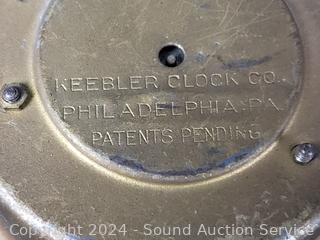 KEEBLER CLOCK CO.
PHILADELPHIA, PA.
PATENTS PENDING
Copyright 2024 - Sound Auction Service